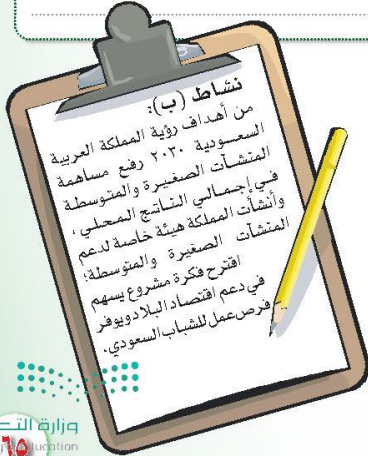 نشاط (ب):
من أهداف رؤية المملكة العربية
السعودية ٢٠٣٠ رفع مساهمة
المنشآت الصغيرة والمتوسطة
في إجمالي الناتج المحلي،
وأنشأت المملكة هيئة خاصة لدعم
المنشآت الصغيرة والمتوسطة؛
اقترح فكرة مشروع يسهم
في دعم اقتصاد البلاد ويوفر
فرص عمل للشباب السعودي.
وزارة التعـ
ucation
٦٥